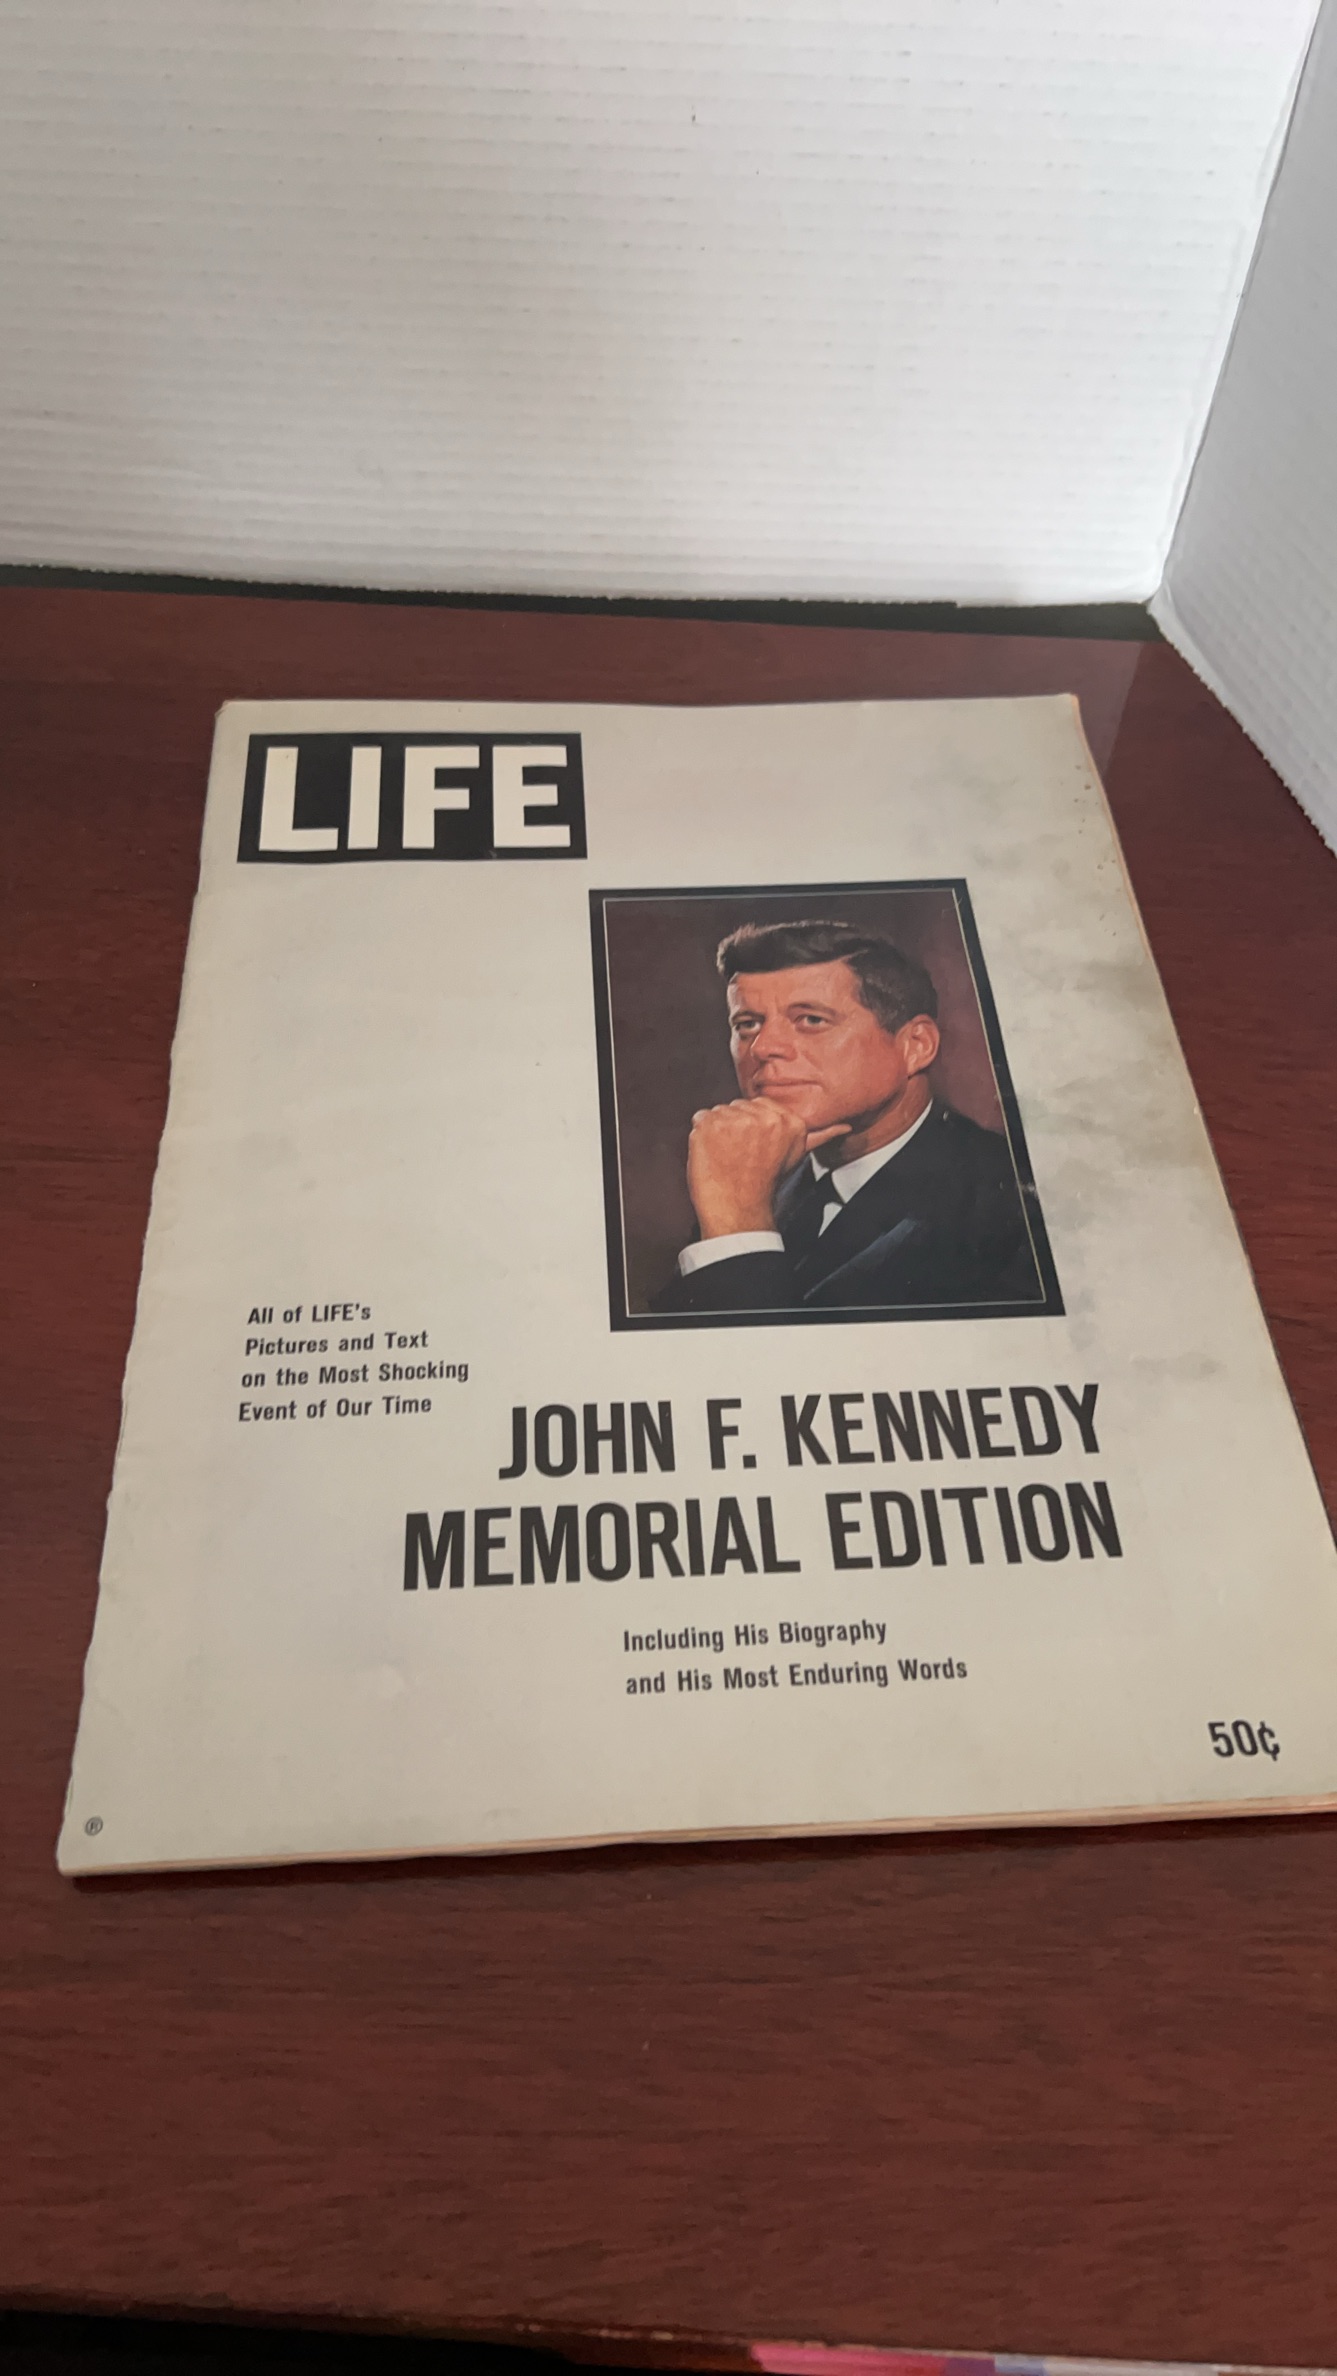 LIFE
All of LIFE's
Pictures and Text
on the Most Shocking
Event of Our Time
JOHN F. KENNEDY
MEMORIAL EDITION
Including His Biography
and His Most Enduring Words
50¢
®